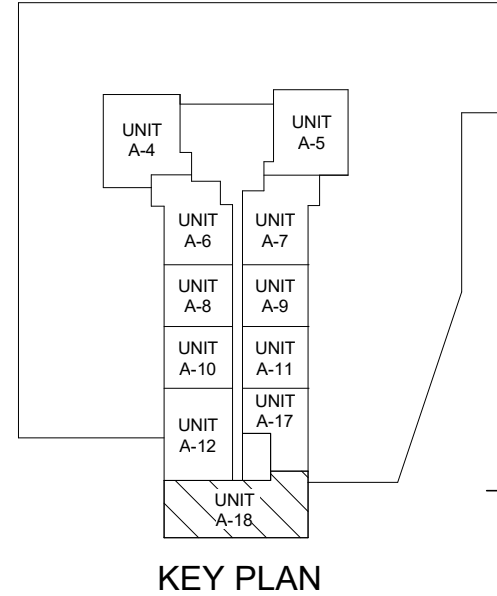 UNIT
A-4
UNIT
A-5
UNIT
A-6
UNIT
A-7
UNIT
A-8
UNIT
A-9
UNIT
A-10
UNIT
A-11
UNIT
A-12
UNIT
A-17
UNIT
A-18
KEY PLAN